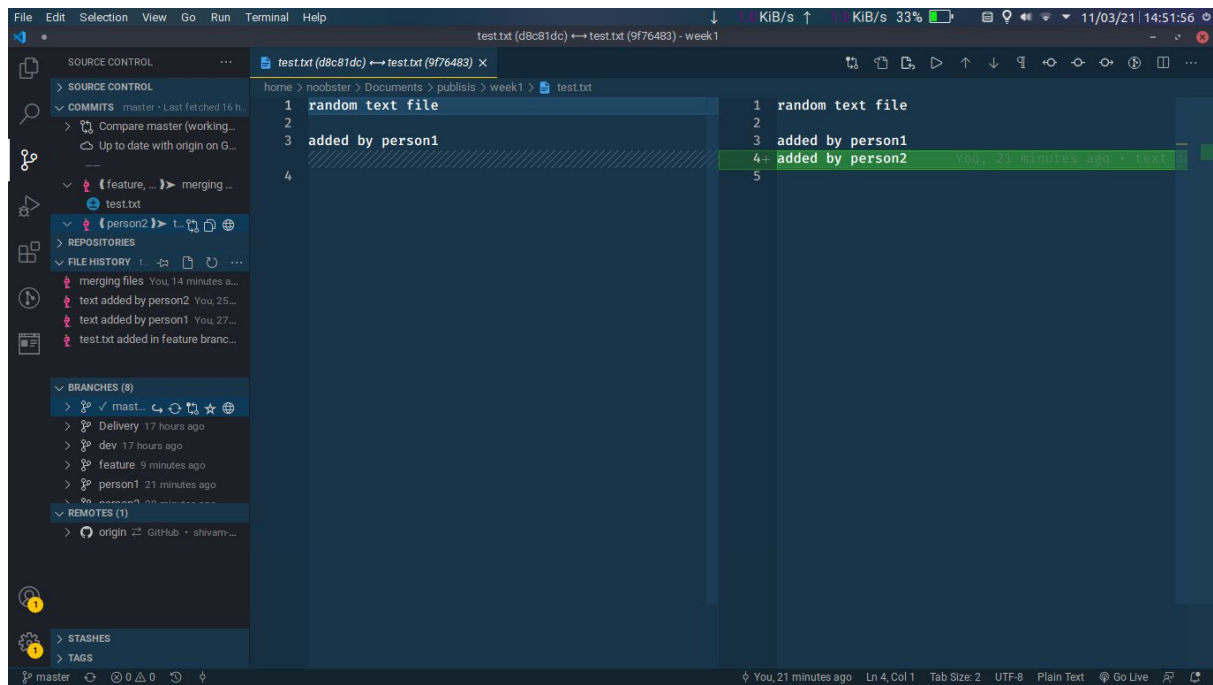 File Edit Selection View Go Run Terminal Help
KiB/s ↑ KiB/s 33% 11/03/21 14:51:56
test.txt (d8c81dc) ⟷ test.txt (9f76483) - week1
SOURCE CONTROL ...
test.txt (d8c81dc) ⟷ test.txt (9f76483) ×
> SOURCE CONTROL
home > noobster > Documents > publisis > week1 > test.txt
COMMITS master • Last fetched 16 h...
Compare master (working...
Up to date with origin on G...
{feature, ...} merging ...
test.txt
{person2} t...
> REPOSITORIES
FILE HISTORY t...
merging files You, 14 minutes a...
text added by person2 You, 25...
text added by person1 You, 27...
test.txt added in feature branc...
BRANCHES (8)
✓ mast...
Delivery 17 hours ago
dev 17 hours ago
feature 9 minutes ago
person1 21 minutes ago
REMOTES (1)
origin ⇄ GitHub • shivam-...
> STASHES
> TAGS
1 random text file
2
3 added by person1
4
1 random text file
2
3 added by person1
4+ added by person2 You, 21 minutes ago • text
5
1
1
master 0 0 You, 21 minutes ago Ln 4, Col 1 Tab Size: 2 UTF-8 Plain Text Go Live